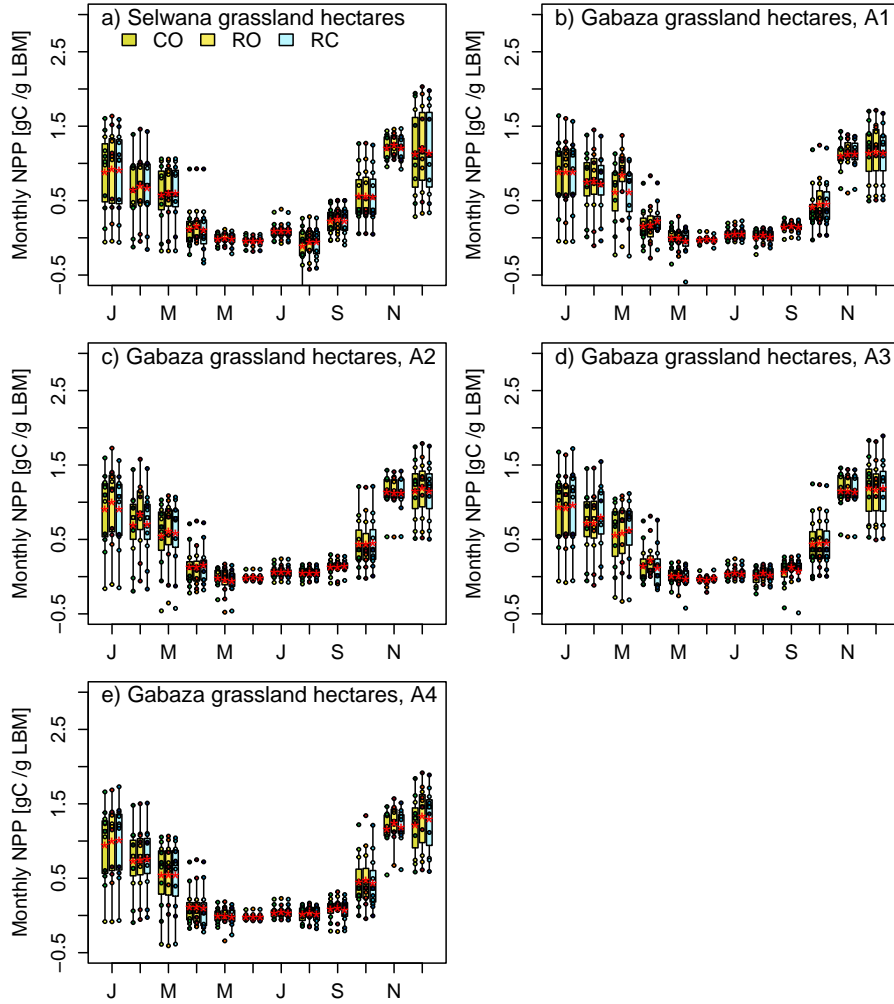 a) Selwana grassland hectares
CO RO RC
Monthly NPP [gC /g LBM]
2.5
1.5
0.5
−0.5
J M M J S N
b) Gabaza grassland hectares, A1
Monthly NPP [gC /g LBM]
2.5
1.5
0.5
−0.5
J M M J S N
c) Gabaza grassland hectares, A2
Monthly NPP [gC /g LBM]
2.5
1.5
0.5
−0.5
J M M J S N
d) Gabaza grassland hectares, A3
Monthly NPP [gC /g LBM]
2.5
1.5
0.5
−0.5
J M M J S N
e) Gabaza grassland hectares, A4
Monthly NPP [gC /g LBM]
2.5
1.5
0.5
−0.5
J M M J S N